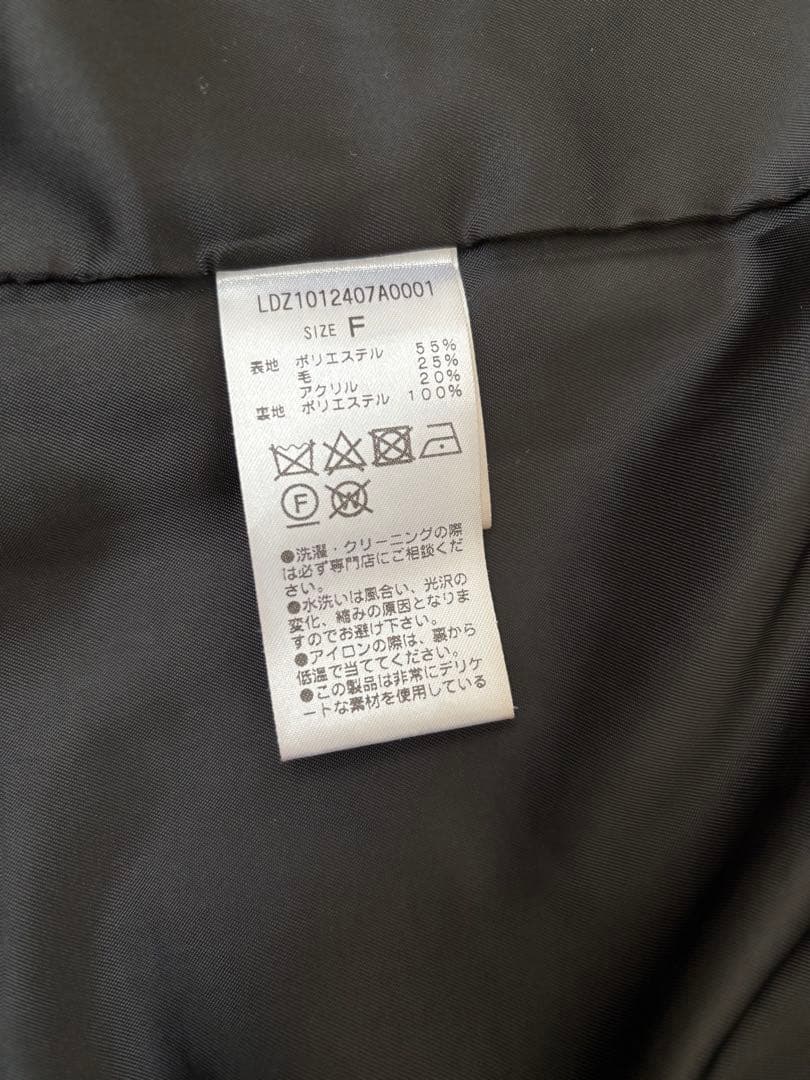 LDZ1012407A0001
SIZE F
表地 ポリエステル 55%
毛 25%
アクリル 20%
裏地 ポリエステル 100%
F W
●洗濯・クリーニングの際
は必ず専門店にご相談くだ
さい。
●水洗いは風合い、光沢の
変化、縮みの原因となりま
すのでお避け下さい。
●アイロンの際は、裏から
低温で当ててください。
●この製品は非常にデリケ
ートな素材を使用している